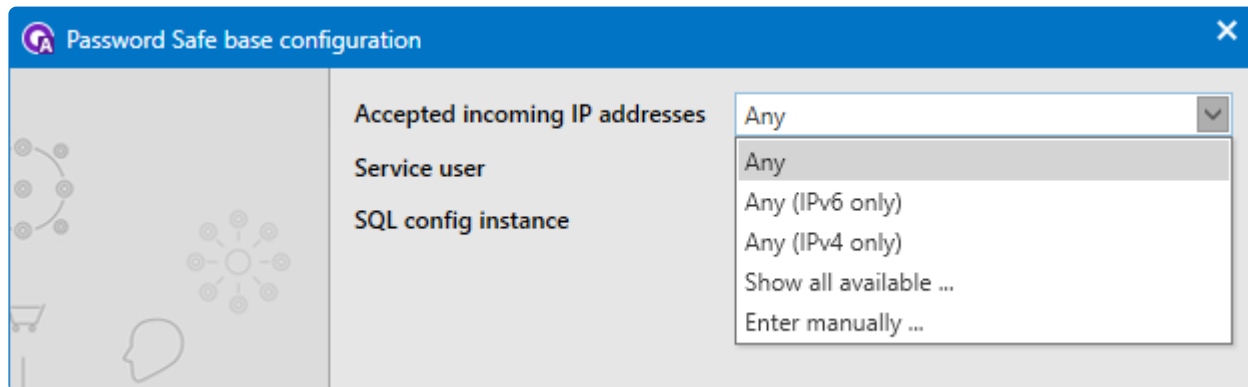 Password Safe base configuration
Accepted incoming IP addresses
Any
Service user
SQL config instance
Any
Any (IPv6 only)
Any (IPv4 only)
Show all available ...
Enter manually ...